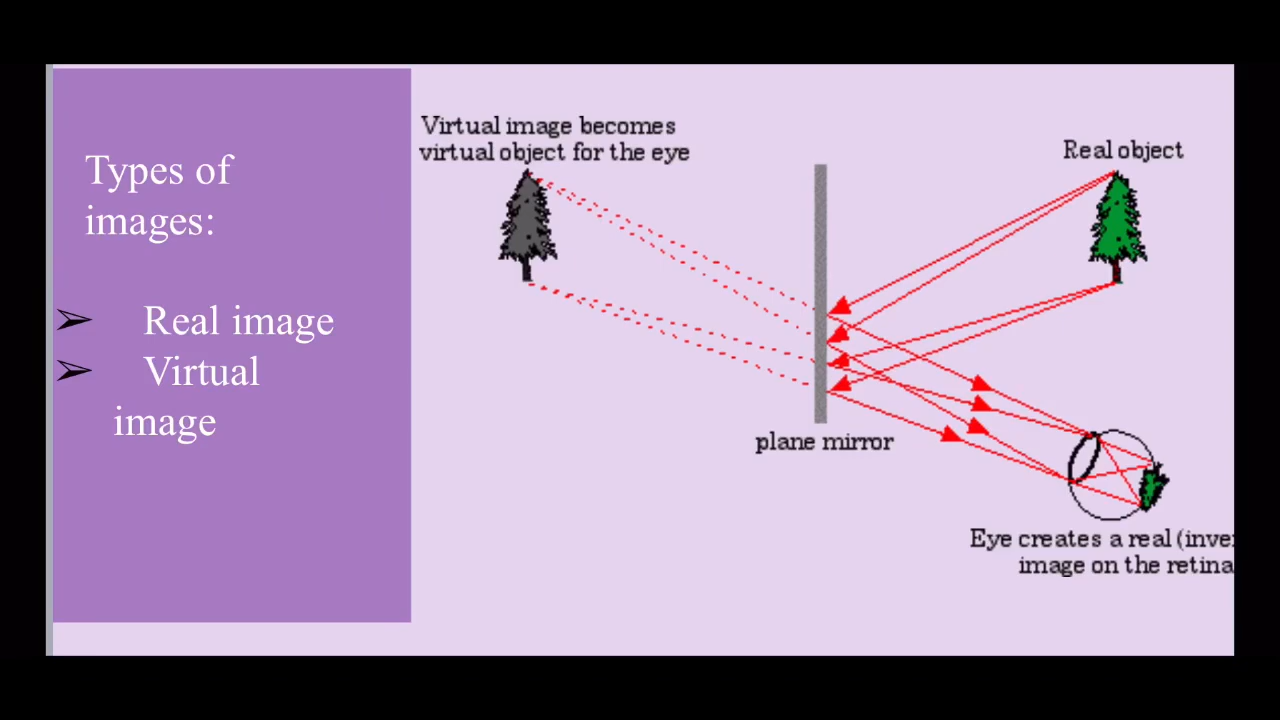 Types of
images:
➢ Real image
➢ Virtual
image
Virtual image becomes
virtual object for the eye
Real object
plane mirror
Eye creates a real
image on the retina